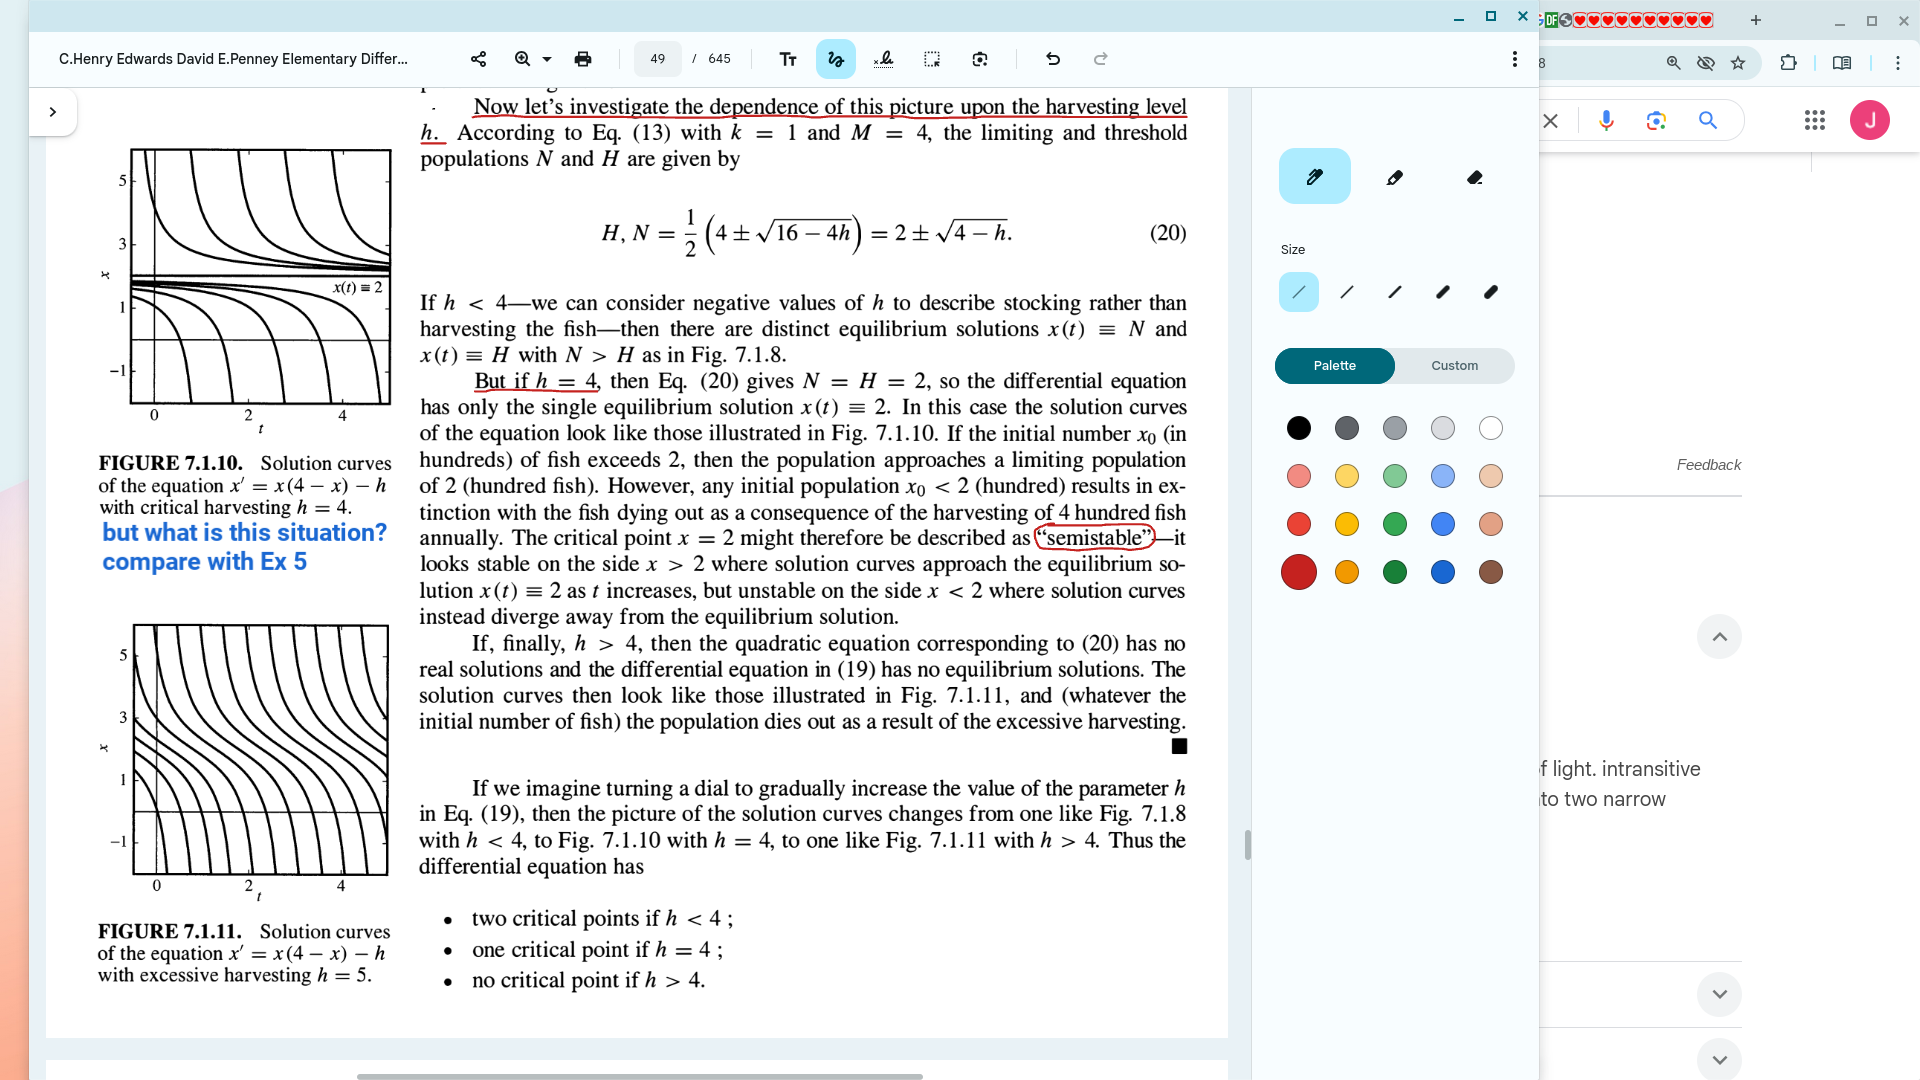 C.Henry Edwards David E.Penney Elementary Differ...
49 / 645
Now let's investigate the dependence of this picture upon the harvesting level
h. According to Eq. (13) with k = 1 and M = 4, the limiting and threshold
populations N and H are given by
H, N = 1/2 (4 ± √16 − 4h) = 2 ± √4 − h. (20)
If h < 4—we can consider negative values of h to describe stocking rather than
harvesting the fish—then there are distinct equilibrium solutions x(t) ≡ N and
x(t) ≡ H with N > H as in Fig. 7.1.8.
But if h = 4, then Eq. (20) gives N = H = 2, so the differential equation
has only the single equilibrium solution x(t) ≡ 2. In this case the solution curves
of the equation look like those illustrated in Fig. 7.1.10. If the initial number x0 (in
hundreds) of fish exceeds 2, then the population approaches a limiting population
of 2 (hundred fish). However, any initial population x0 < 2 (hundred) results in ex-
tinction with the fish dying out as a consequence of the harvesting of 4 hundred fish
annually. The critical point x = 2 might therefore be described as “semistable”—it
looks stable on the side x > 2 where solution curves approach the equilibrium so-
lution x(t) ≡ 2 as t increases, but unstable on the side x < 2 where solution curves
instead diverge away from the equilibrium solution.
If, finally, h > 4, then the quadratic equation corresponding to (20) has no
real solutions and the differential equation in (19) has no equilibrium solutions. The
solution curves then look like those illustrated in Fig. 7.1.11, and (whatever the
initial number of fish) the population dies out as a result of the excessive harvesting.
If we imagine turning a dial to gradually increase the value of the parameter h
in Eq. (19), then the picture of the solution curves changes from one like Fig. 7.1.8
with h < 4, to Fig. 7.1.10 with h = 4, to one like Fig. 7.1.11 with h > 4. Thus the
differential equation has
• two critical points if h < 4 ;
• one critical point if h = 4 ;
• no critical point if h > 4.
5
3
x
1
−1
x(t) ≡ 2
0 2 4
t
FIGURE 7.1.10. Solution curves
of the equation x′ = x(4 − x) − h
with critical harvesting h = 4.
but what is this situation?
compare with Ex 5
5
3
x
1
−1
0 2 4
t
FIGURE 7.1.11. Solution curves
of the equation x′ = x(4 − x) − h
with excessive harvesting h = 5.
Size
Palette
Custom
DF
8
J
Feedback
of light. intransitive
to two narrow